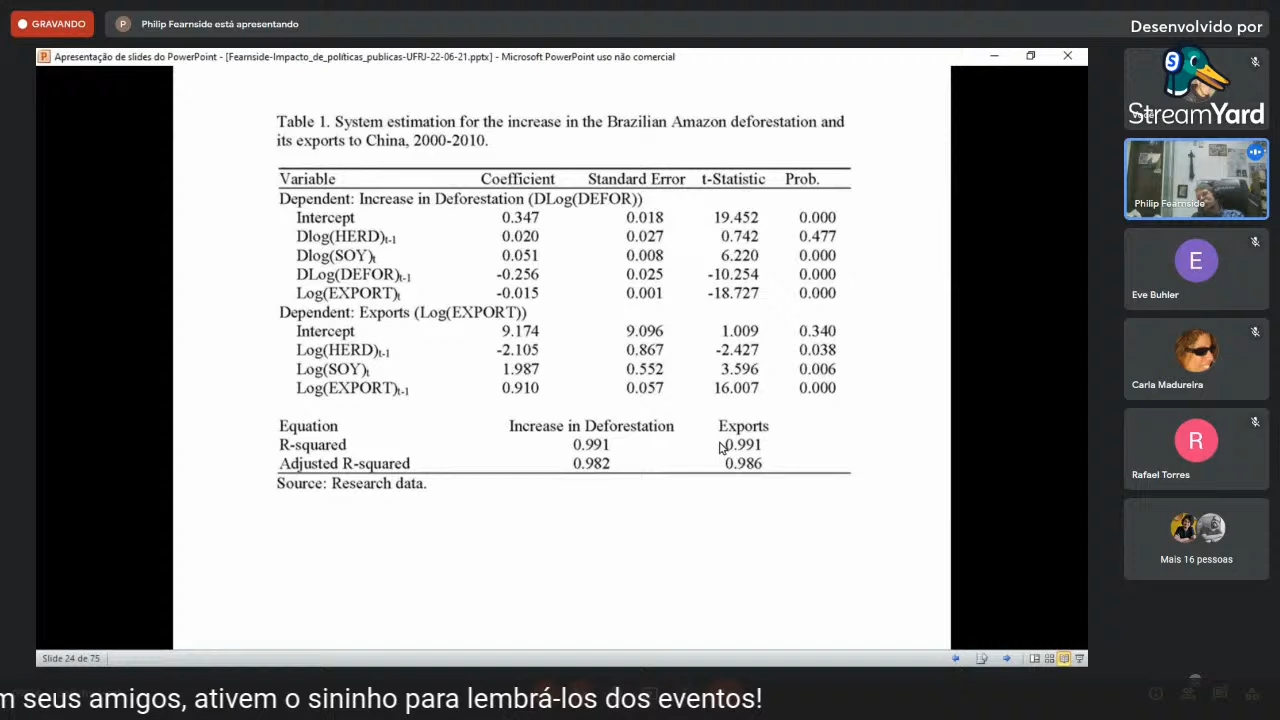 GRAVANDO
P
Philip Fearnside está apresentando
Desenvolvido por
StreamYard
Apresentação de slides do PowerPoint - [Fearnside-Impacto_de_políticas_publicas-UFRJ-22-06-21.pptx] - Microsoft PowerPoint uso não comercial
Table 1. System estimation for the increase in the Brazilian Amazon deforestation and
its exports to China, 2000-2010.
Variable Coefficient Standard Error t-Statistic Prob.
Dependent: Increase in Deforestation (DLog(DEFOR))
Intercept 0.347 0.018 19.452 0.000
Dlog(HERD)t-1 0.020 0.027 0.742 0.477
Dlog(SOY)t 0.051 0.008 6.220 0.000
DLog(DEFOR)t-1 -0.256 0.025 -10.254 0.000
Log(EXPORT)t -0.015 0.001 -18.727 0.000
Dependent: Exports (Log(EXPORT))
Intercept 9.174 9.096 1.009 0.340
Log(HERD)t-1 -2.105 0.867 -2.427 0.038
Log(SOY)t 1.987 0.552 3.596 0.006
Log(EXPORT)t-1 0.910 0.057 16.007 0.000
Equation Increase in Deforestation Exports
R-squared 0.991 0.991
Adjusted R-squared 0.982 0.986
Source: Research data.
Slide 24 de 75
Philip Fearnside
E
Eve Buhler
Carla Madureira
R
Rafael Torres
Mais 16 pessoas
m seus amigos, ativem o sininho para lembrá-los dos eventos!